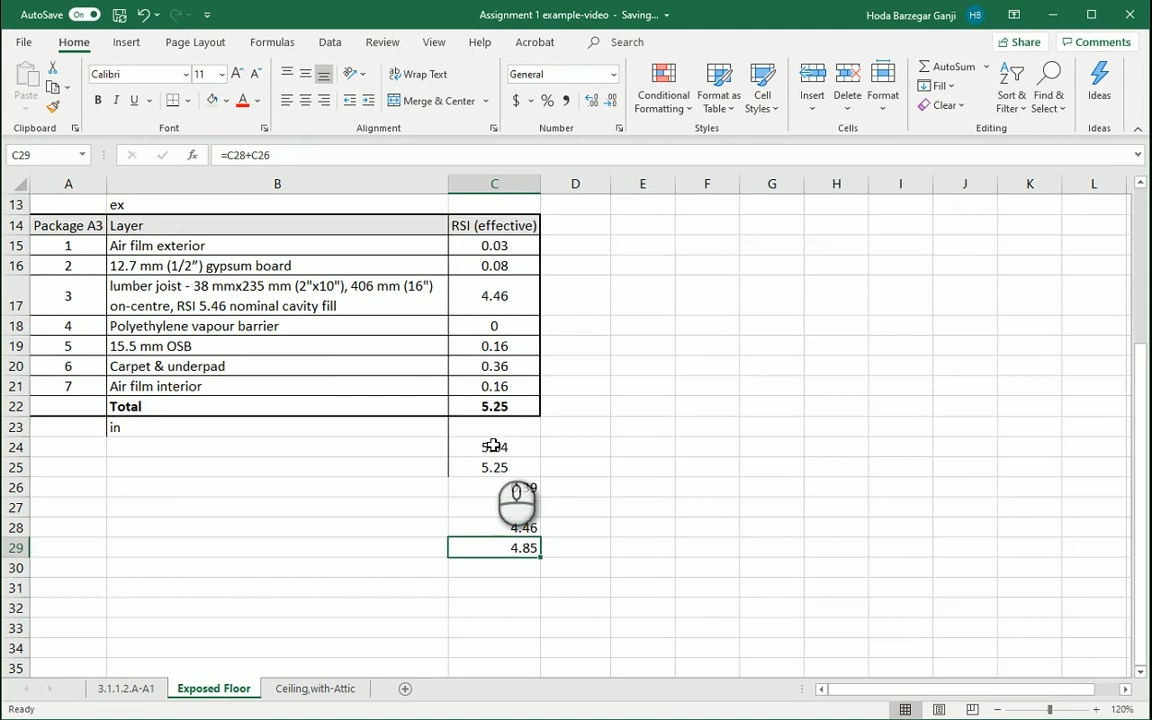 AutoSave On Assignment 1 example-video - Saving... Hoda Barzegar Ganji HB
File Home Insert Page Layout Formulas Data Review View Help Acrobat Search Share Comments
Paste Calibri 11 Wrap Text General Conditional Formatting Format as Table Cell Styles Insert Delete Format AutoSum Sort & Filter Find & Select Ideas
B I U A Merge & Center $ % Fill Clear
Clipboard Font Alignment Number Styles Cells Editing Ideas
C29 fx =C28+C26
A B C D E F G H I J K L
13 ex
14 Package A3 Layer RSI (effective)
15 1 Air film exterior 0.03
16 2 12.7 mm (1/2”) gypsum board 0.08
lumber joist - 38 mmx235 mm (2"x10"), 406 mm (16")
17 3 on-centre, RSI 5.46 nominal cavity fill 4.46
18 4 Polyethylene vapour barrier 0
19 5 15.5 mm OSB 0.16
20 6 Carpet & underpad 0.36
21 7 Air film interior 0.16
22 Total 5.25
23 in
24
25 5.25
26
27
28 4.46
29 4.85
30
31
32
33
34
35
3.1.1.2.A-A1 Exposed Floor Ceiling,with-Attic
Ready 120%